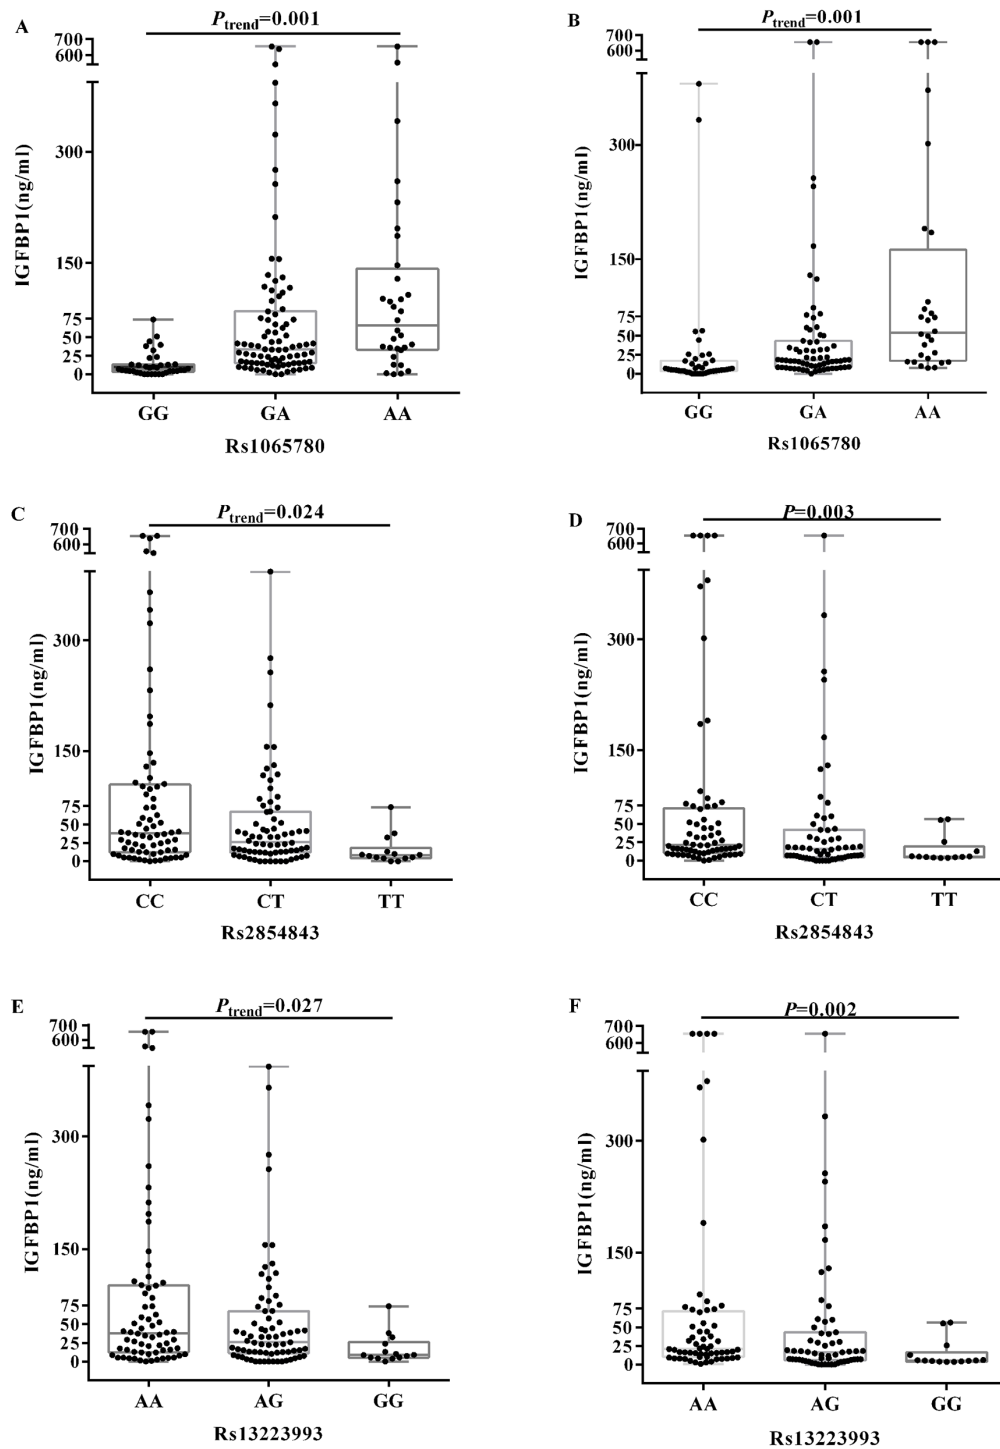 A
Ptrend=0.001
700
600
300
150
75
50
25
0
IGFBP1(ng/ml)
GG
GA
AA
Rs1065780
B
Ptrend=0.001
700
600
300
150
75
50
25
0
IGFBP1(ng/ml)
GG
GA
AA
Rs1065780
C
Ptrend=0.024
700
600
300
150
75
50
25
0
IGFBP1(ng/ml)
CC
CT
TT
Rs2854843
D
P=0.003
700
600
300
150
75
50
25
0
IGFBP1(ng/ml)
CC
CT
TT
Rs2854843
E
Ptrend=0.027
700
600
300
150
75
50
25
0
IGFBP1(ng/ml)
AA
AG
GG
Rs13223993
F
P=0.002
700
600
300
150
75
50
25
0
IGFBP1(ng/ml)
AA
AG
GG
Rs13223993